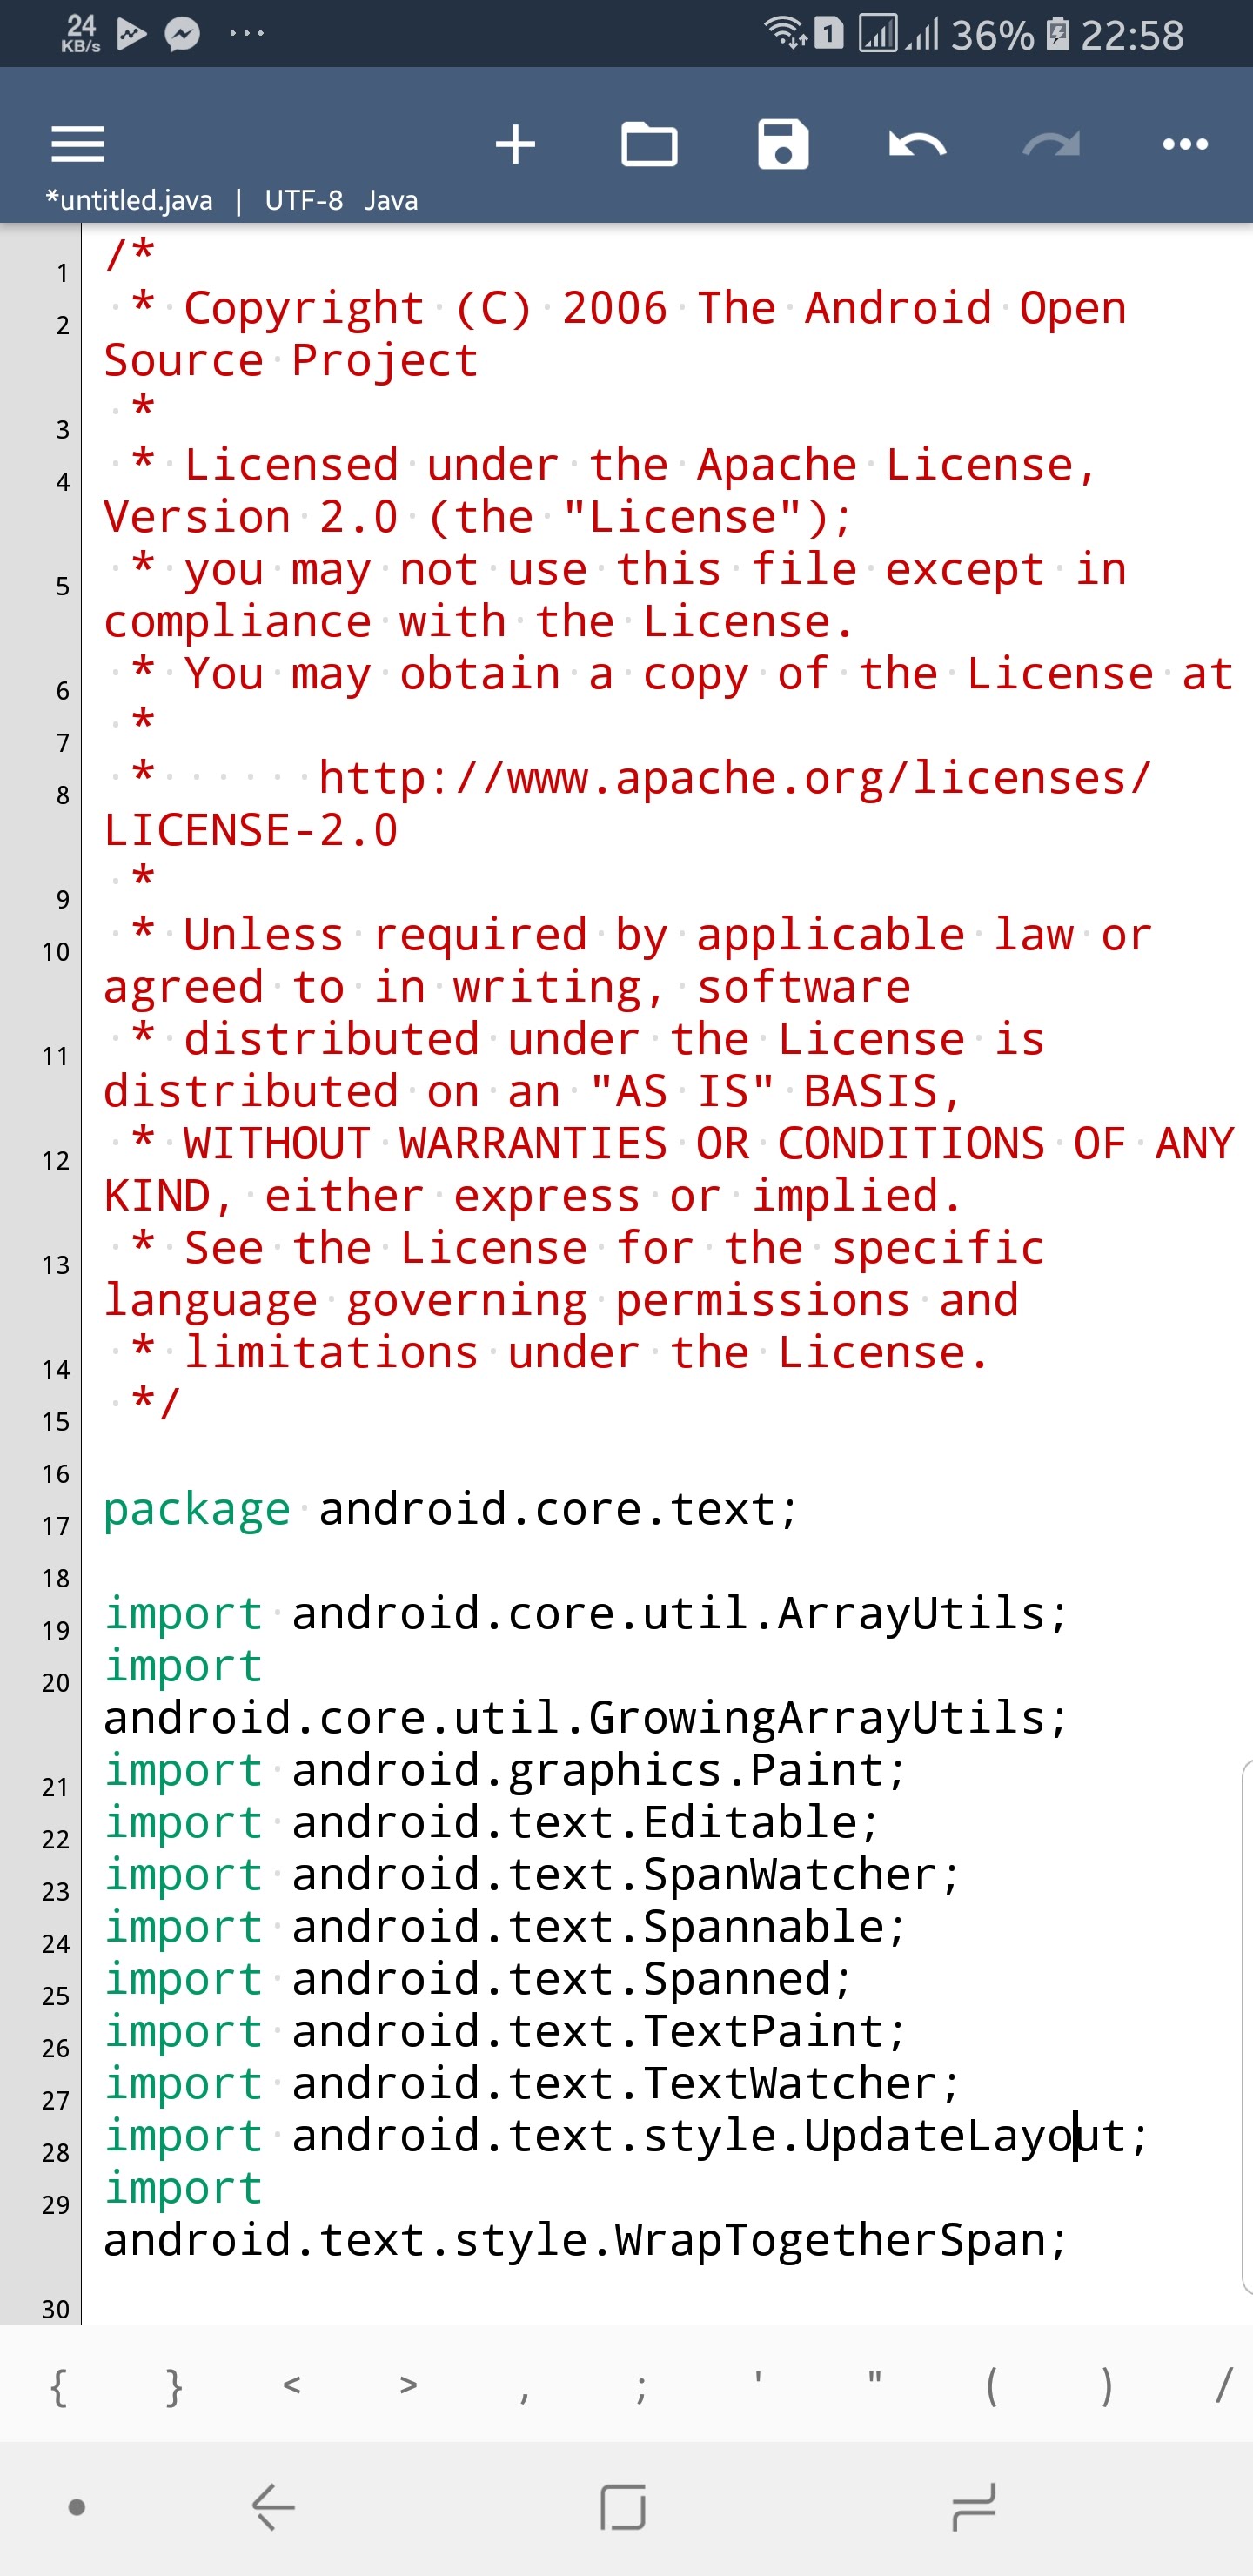 24
KB/s
1
36%
22:58
*untitled.java | UTF-8 Java
1 /*
2  * Copyright (C) 2006 The Android Open
Source Project
3  *
4  * Licensed under the Apache License,
Version 2.0 (the "License");
5  * you may not use this file except in
compliance with the License.
6  * You may obtain a copy of the License at
7  *
8  *      http://www.apache.org/licenses/
LICENSE-2.0
9  *
10  * Unless required by applicable law or
agreed to in writing, software
11  * distributed under the License is
distributed on an "AS IS" BASIS,
12  * WITHOUT WARRANTIES OR CONDITIONS OF ANY
KIND, either express or implied.
13  * See the License for the specific
language governing permissions and
14  * limitations under the License.
15  */
16
17 package android.core.text;
18
19 import android.core.util.ArrayUtils;
20 import
android.core.util.GrowingArrayUtils;
21 import android.graphics.Paint;
22 import android.text.Editable;
23 import android.text.SpanWatcher;
24 import android.text.Spannable;
25 import android.text.Spanned;
26 import android.text.TextPaint;
27 import android.text.TextWatcher;
28 import android.text.style.UpdateLayout;
29 import
android.text.style.WrapTogetherSpan;
30
{ } < > , ; ' " ( ) /